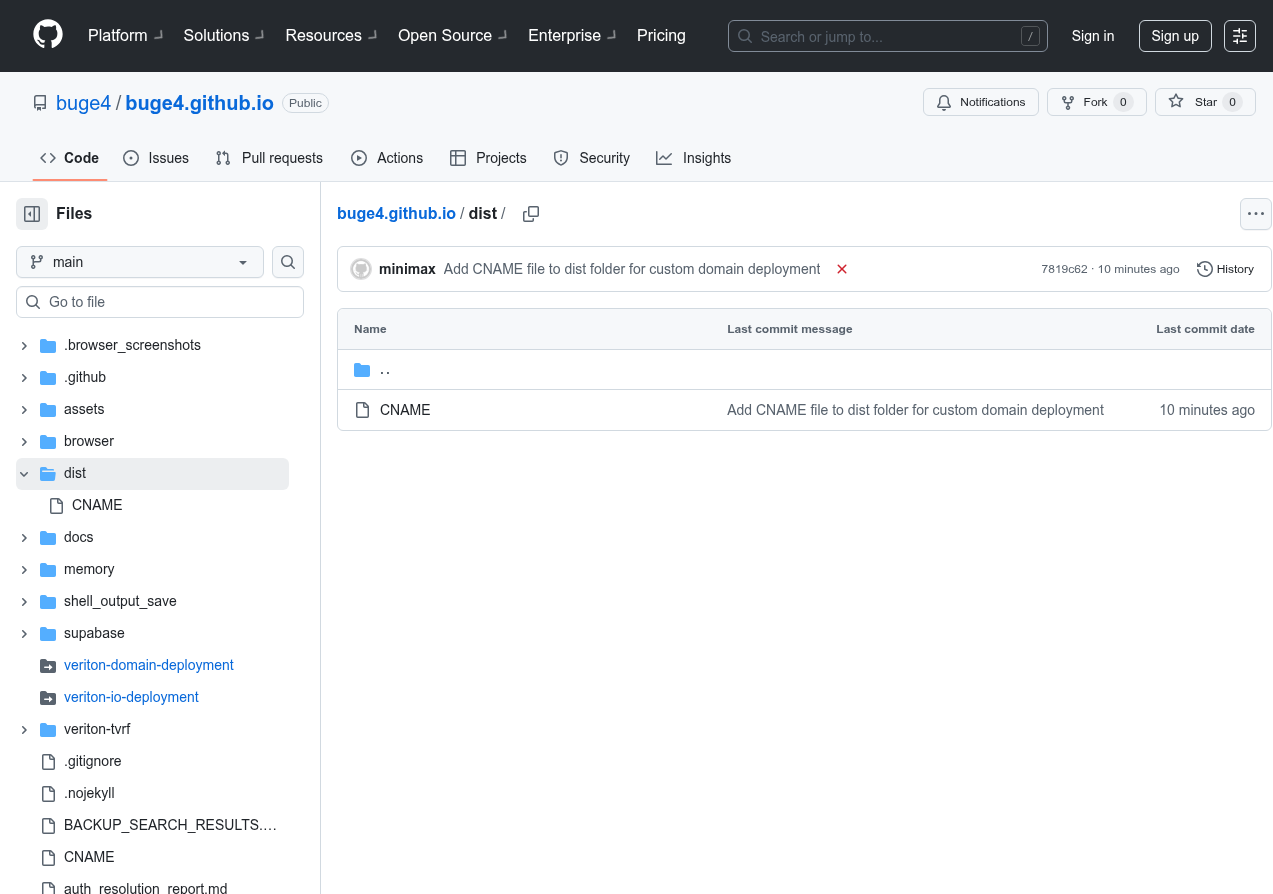 Platform Solutions Resources Open Source Enterprise Pricing Search or jump to... / Sign in Sign up
buge4 / buge4.github.io Public Notifications Fork 0 Star 0
Code Issues Pull requests Actions Projects Security Insights
Files
main
Go to file
.browser_screenshots
.github
assets
browser
dist
CNAME
docs
memory
shell_output_save
supabase
veriton-domain-deployment
veriton-io-deployment
veriton-tvrf
.gitignore
.nojekyll
BACKUP_SEARCH_RESULTS....
CNAME
auth_resolution_report.md
buge4.github.io / dist /
minimax Add CNAME file to dist folder for custom domain deployment 7819c62 · 10 minutes ago History
Name Last commit message Last commit date
..
CNAME Add CNAME file to dist folder for custom domain deployment 10 minutes ago